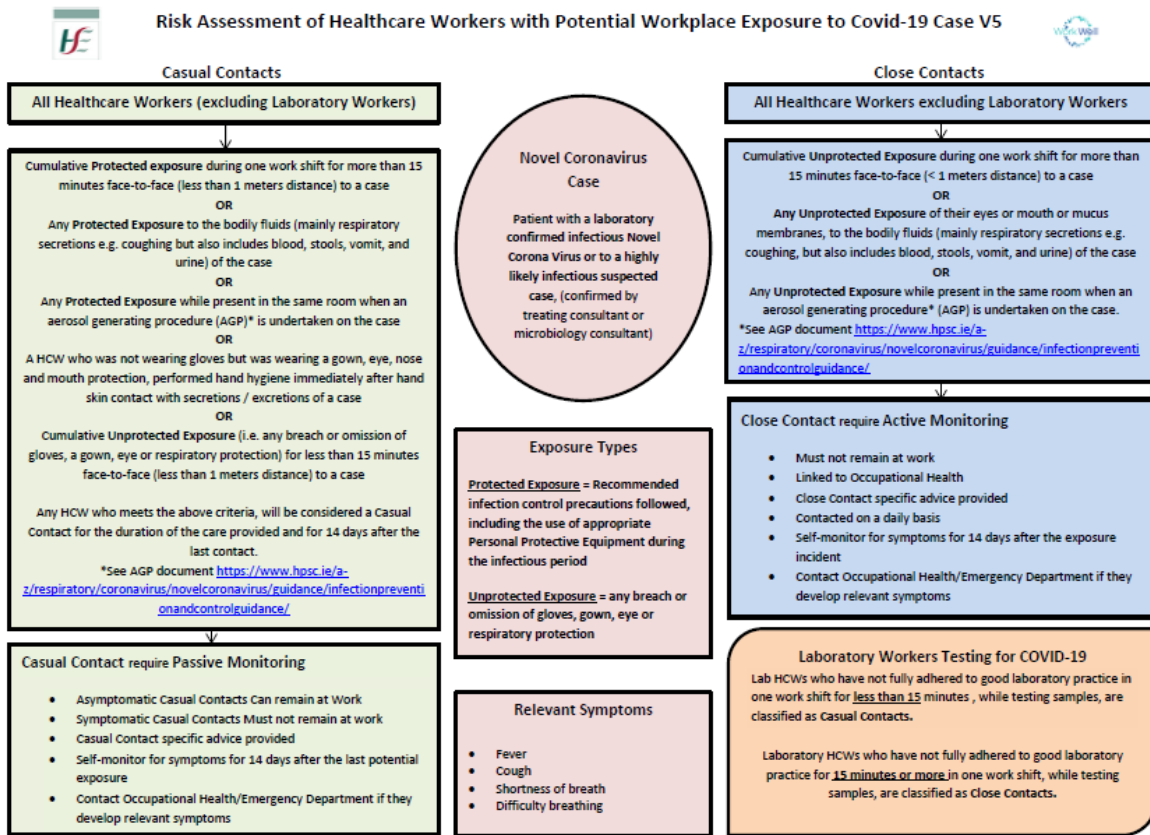 Risk Assessment of Healthcare Workers with Potential Workplace Exposure to Covid-19 Case V5
WorkWell
Casual Contacts
All Healthcare Workers (excluding Laboratory Workers)
Cumulative Protected exposure during one work shift for more than 15
minutes face-to-face (less than 1 meters distance) to a case
OR
Any Protected Exposure to the bodily fluids (mainly respiratory
secretions e.g. coughing but also includes blood, stools, vomit, and
urine) of the case
OR
Any Protected Exposure while present in the same room when an
aerosol generating procedure (AGP)* is undertaken on the case
OR
A HCW who was not wearing gloves but was wearing a gown, eye, nose
and mouth protection, performed hand hygiene immediately after hand
skin contact with secretions / excretions of a case
OR
Cumulative Unprotected Exposure (i.e. any breach or omission of
gloves, a gown, eye or respiratory protection) for less than 15 minutes
face-to-face (less than 1 meters distance) to a case
Any HCW who meets the above criteria, will be considered a Casual
Contact for the duration of the care provided and for 14 days after the
last contact.
*See AGP document https://www.hpsc.ie/a-
z/respiratory/coronavirus/novelcoronavirus/guidance/infectionpreventi
onandcontrolguidance/
Casual Contact require Passive Monitoring
• Asymptomatic Casual Contacts Can remain at Work
• Symptomatic Casual Contacts Must not remain at work
• Casual Contact specific advice provided
• Self-monitor for symptoms for 14 days after the last potential
exposure
• Contact Occupational Health/Emergency Department if they
develop relevant symptoms
Novel Coronavirus
Case
Patient with a laboratory
confirmed infectious Novel
Corona Virus or to a highly
likely infectious suspected
case, (confirmed by
treating consultant or
microbiology consultant)
Exposure Types
Protected Exposure = Recommended
infection control precautions followed,
including the use of appropriate
Personal Protective Equipment during
the infectious period
Unprotected Exposure = any breach or
omission of gloves, gown, eye or
respiratory protection
Relevant Symptoms
• Fever
• Cough
• Shortness of breath
• Difficulty breathing
Close Contacts
All Healthcare Workers excluding Laboratory Workers
Cumulative Unprotected Exposure during one work shift for more than
15 minutes face-to-face (< 1 meters distance) to a case
OR
Any Unprotected Exposure of their eyes or mouth or mucus
membranes, to the bodily fluids (mainly respiratory secretions e.g.
coughing, but also includes blood, stools, vomit, and urine) of the case
OR
Any Unprotected Exposure while present in the same room when an
aerosol generating procedure* (AGP) is undertaken on the case.
*See AGP document https://www.hpsc.ie/a-
z/respiratory/coronavirus/novelcoronavirus/guidance/infectionpreventi
onandcontrolguidance/
Close Contact require Active Monitoring
• Must not remain at work
• Linked to Occupational Health
• Close Contact specific advice provided
• Contacted on a daily basis
• Self-monitor for symptoms for 14 days after the exposure
incident
• Contact Occupational Health/Emergency Department if they
develop relevant symptoms
Laboratory Workers Testing for COVID-19
Lab HCWs who have not fully adhered to good laboratory practice in
one work shift for less than 15 minutes , while testing samples, are
classified as Casual Contacts.
Laboratory HCWs who have not fully adhered to good laboratory
practice for 15 minutes or more in one work shift, while testing
samples, are classified as Close Contacts.